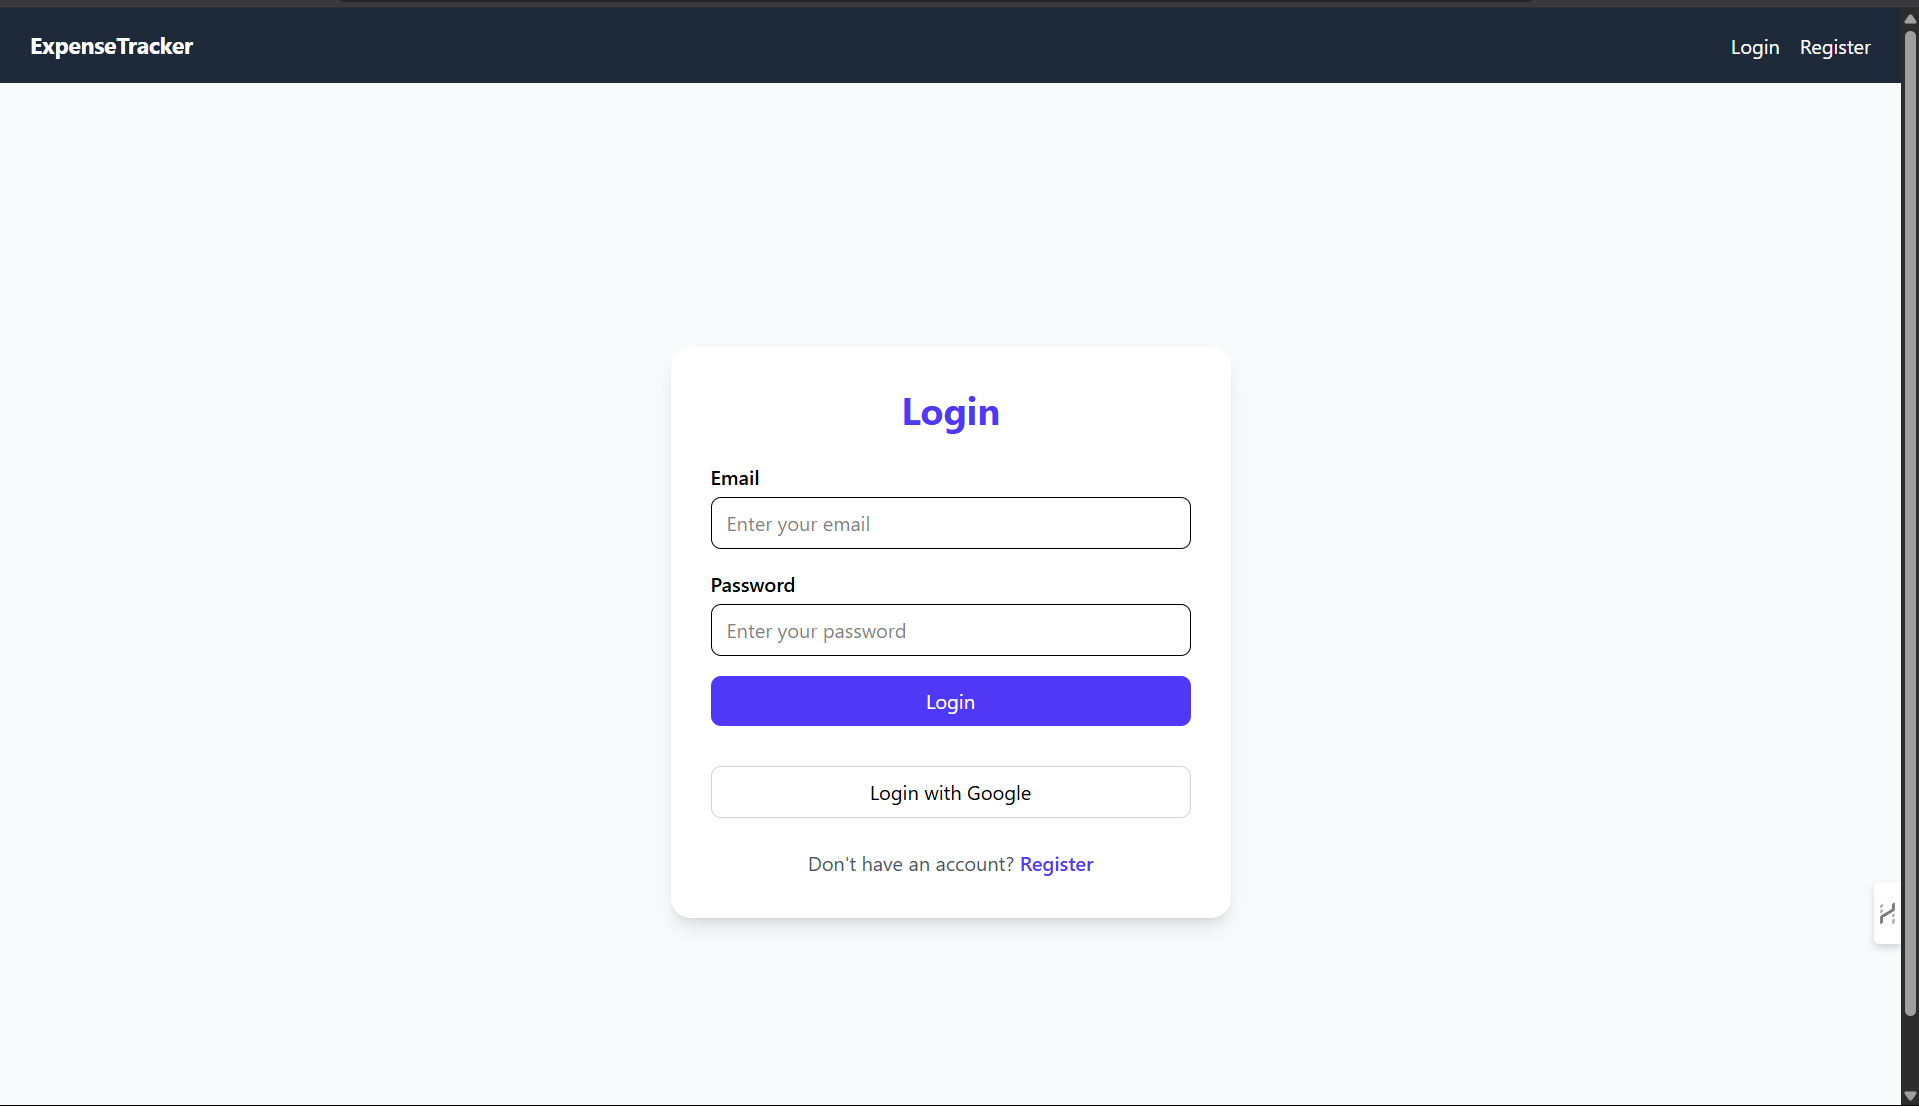 ExpenseTracker
Login Register
Login
Email
Enter your email
Password
Enter your password
Login
Login with Google
Don't have an account? Register